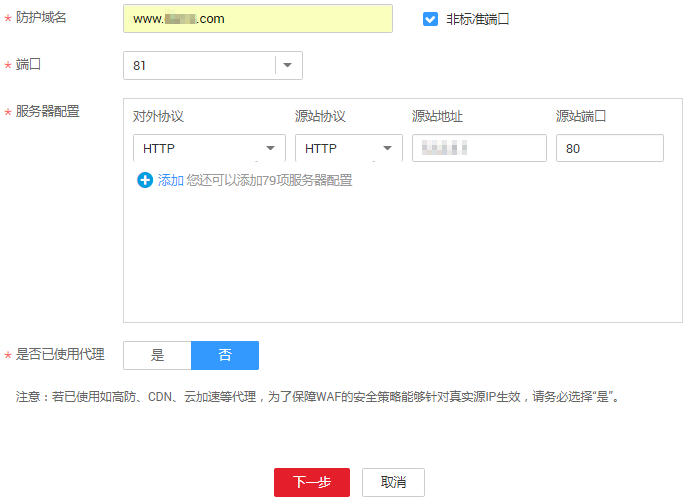 * 防护域名 www. .com 非标准端口
* 端口 81
* 服务器配置 对外协议 源站协议 源站地址 源站端口
HTTP HTTP 80
添加 您还可以添加79项服务器配置
* 是否已使用代理 是 否
注意：若已使用如高防、CDN、云加速等代理，为了保障WAF的安全策略能够针对真实源IP生效，请务必选择“是”。
下一步 取消